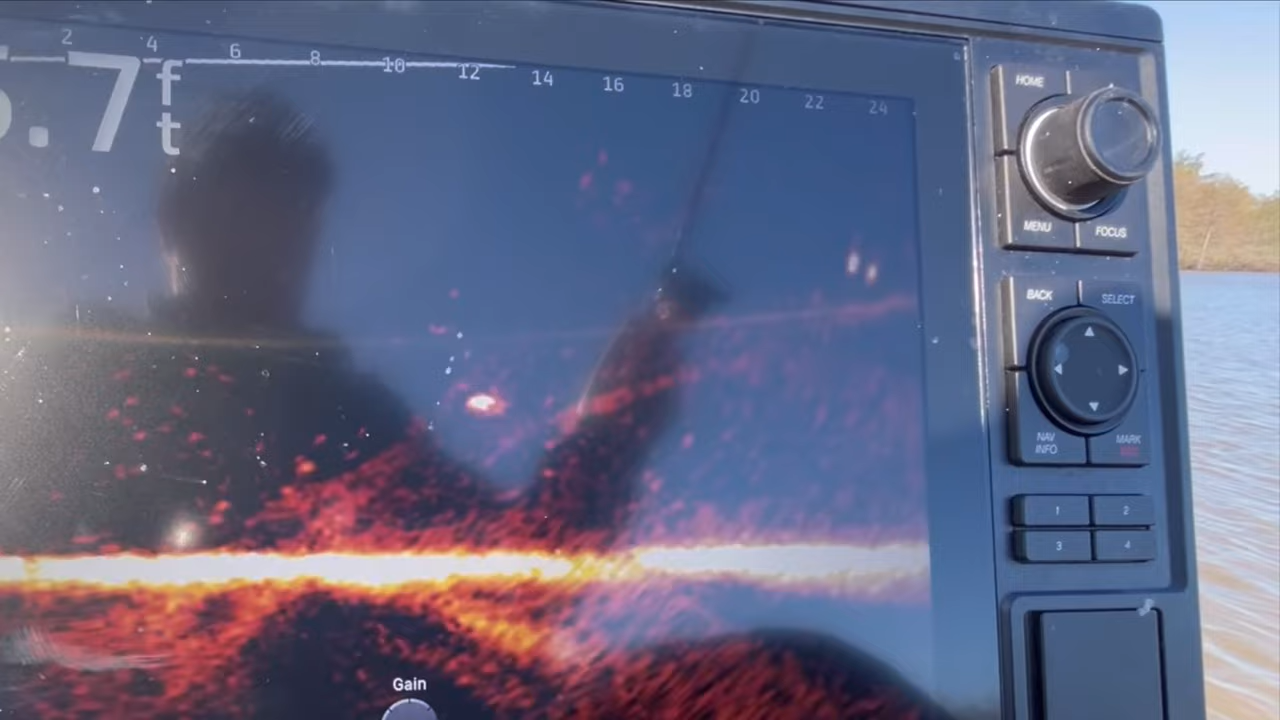 2 4 6 8 10 12 14 16 18 20 22 24
.7 ft
HOME
MENU
FOCUS
BACK
SELECT
NAV
INFO
MARK
1
2
3
4
Gain